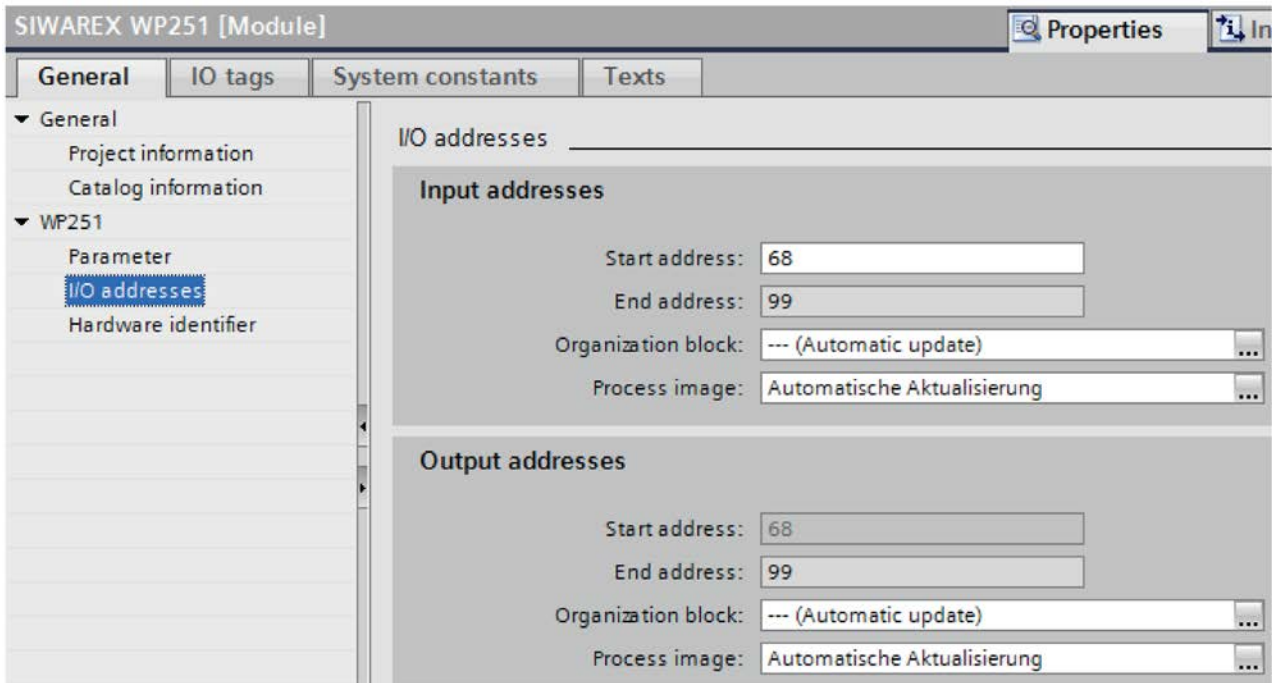 SIWAREX WP251 [Module]
Properties
In
General IO tags System constants Texts
General
Project information
Catalog information
WP251
Parameter
I/O addresses
Hardware identifier
I/O addresses
Input addresses
Start address: 68
End address: 99
Organization block: --- (Automatic update) ...
Process image: Automatische Aktualisierung ...
Output addresses
Start address: 68
End address: 99
Organization block: --- (Automatic update) ...
Process image: Automatische Aktualisierung ...